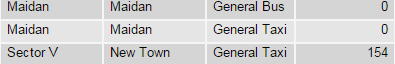 Maidan Maidan General Bus 0
Maidan Maidan General Taxi 0
Sector V New Town General Taxi 154